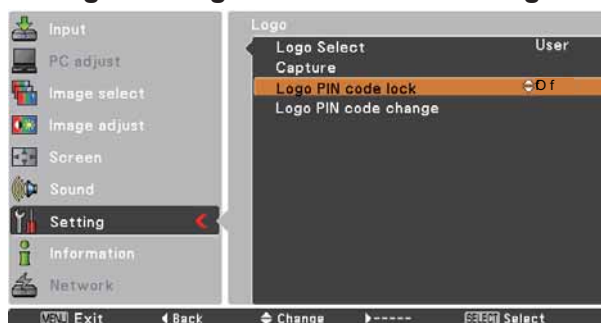 Input
PC adjust
Image select
Image adjust
Screen
Sound
Setting
Information
Network
Logo
Logo Select User
Capture
Logo PIN code lock Of
Logo PIN code change
MENU Exit Back Change ----- SELECT Select